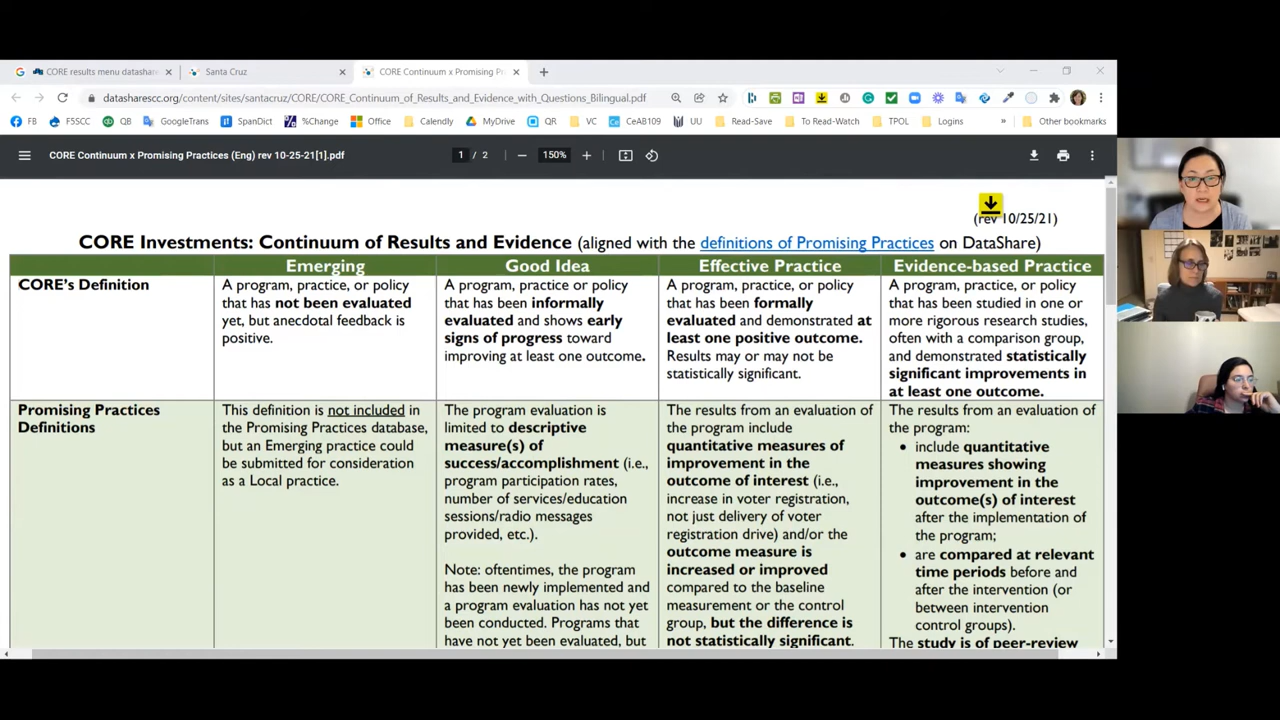 CORE results menu datashar
Santa Cruz
CORE Continuum x Promising Pr
datasharescc.org/content/sites/santacruz/CORE/CORE_Continuum_of_Results_and_Evidence_with_Questions_Bilingual.pdf
FB F5SCC QB GoogleTrans SpanDict %Change Office Calendly MyDrive QR VC CeAB109 UU Read-Save To Read-Watch TPOL Logins » Other bookmarks
CORE Continuum x Promising Practices (Eng) rev 10-25-21[1].pdf 1 / 2 150%
(rev 10/25/21)
CORE Investments: Continuum of Results and Evidence (aligned with the definitions of Promising Practices on DataShare)
Emerging Good Idea Effective Practice Evidence-based Practice
CORE's Definition
A program, practice, or policy
that has not been evaluated
yet, but anecdotal feedback is
positive.
A program, practice or policy
that has been informally
evaluated and shows early
signs of progress toward
improving at least one outcome.
A program, practice, or policy
that has been formally
evaluated and demonstrated at
least one positive outcome.
Results may or may not be
statistically significant.
A program, practice, or policy
that has been studied in one or
more rigorous research studies,
often with a comparison group,
and demonstrated statistically
significant improvements in
at least one outcome.
Promising Practices
Definitions
This definition is not included in
the Promising Practices database,
but an Emerging practice could
be submitted for consideration
as a Local practice.
The program evaluation is
limited to descriptive
measure(s) of
success/accomplishment (i.e.,
program participation rates,
number of services/education
sessions/radio messages
provided, etc.).
Note: oftentimes, the program
has been newly implemented and
a program evaluation has not yet
been conducted. Programs that
have not yet been evaluated, but
The results from an evaluation of
the program include
quantitative measures of
improvement in the
outcome of interest (i.e.,
increase in voter registration,
not just delivery of voter
registration drive) and/or the
outcome measure is
increased or improved
compared to the baseline
measurement or the control
group, but the difference is
not statistically significant.
The results from an evaluation of
the program:
• include quantitative
measures showing
improvement in the
outcome(s) of interest
after the implementation of
the program;
• are compared at relevant
time periods before and
after the intervention (or
between intervention
control groups).
The study is of peer-review